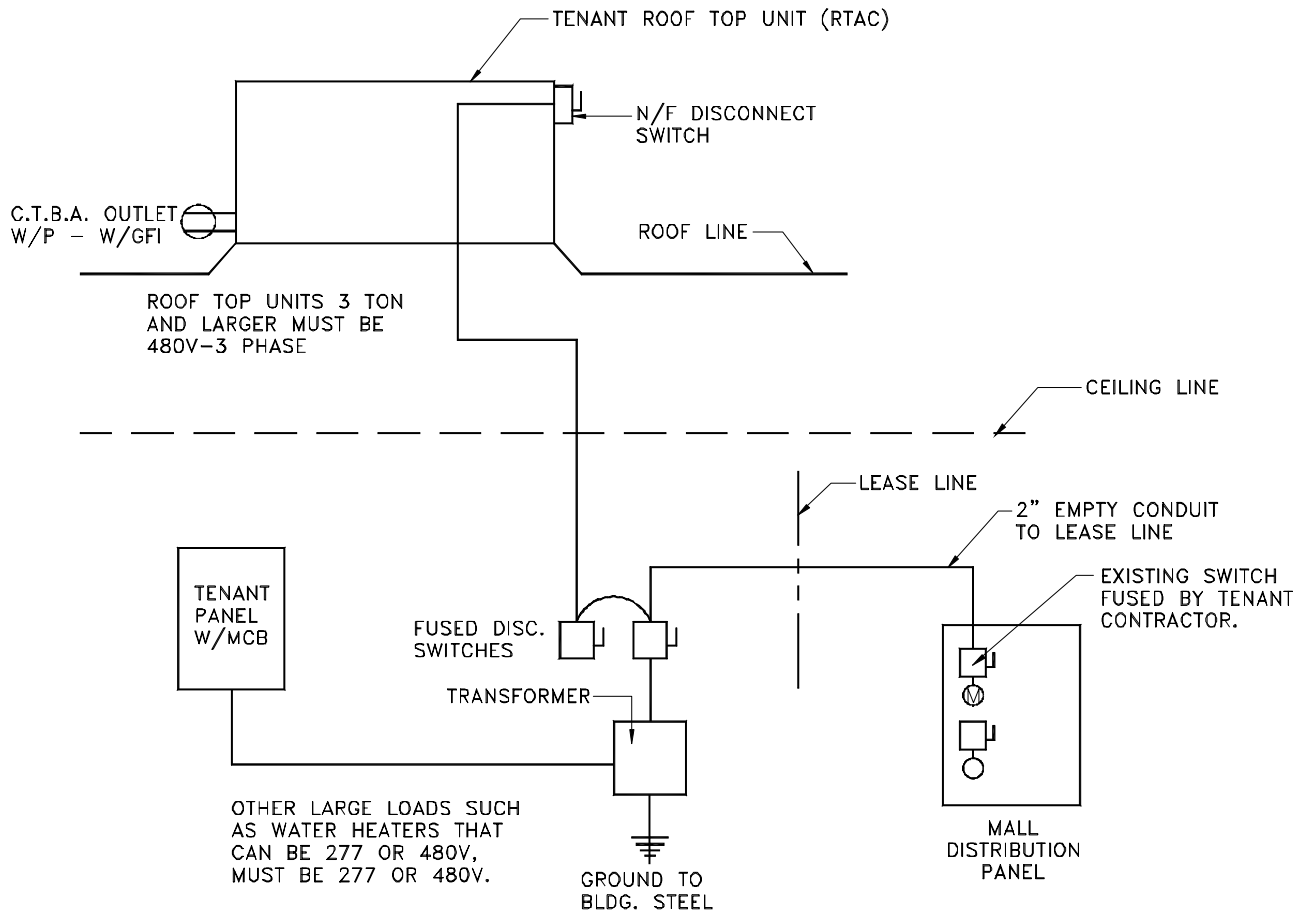 TENANT ROOF TOP UNIT (RTAC)
N/F DISCONNECT
SWITCH
C.T.B.A. OUTLET
W/P - W/GFI
ROOF LINE
ROOF TOP UNITS 3 TON
AND LARGER MUST BE
480V-3 PHASE
CEILING LINE
LEASE LINE
2" EMPTY CONDUIT
TO LEASE LINE
EXISTING SWITCH
FUSED BY TENANT
CONTRACTOR.
TENANT
PANEL
W/MCB
FUSED DISC.
SWITCHES
TRANSFORMER
M
OTHER LARGE LOADS SUCH
AS WATER HEATERS THAT
CAN BE 277 OR 480V,
MUST BE 277 OR 480V.
GROUND TO
BLDG. STEEL
MALL
DISTRIBUTION
PANEL